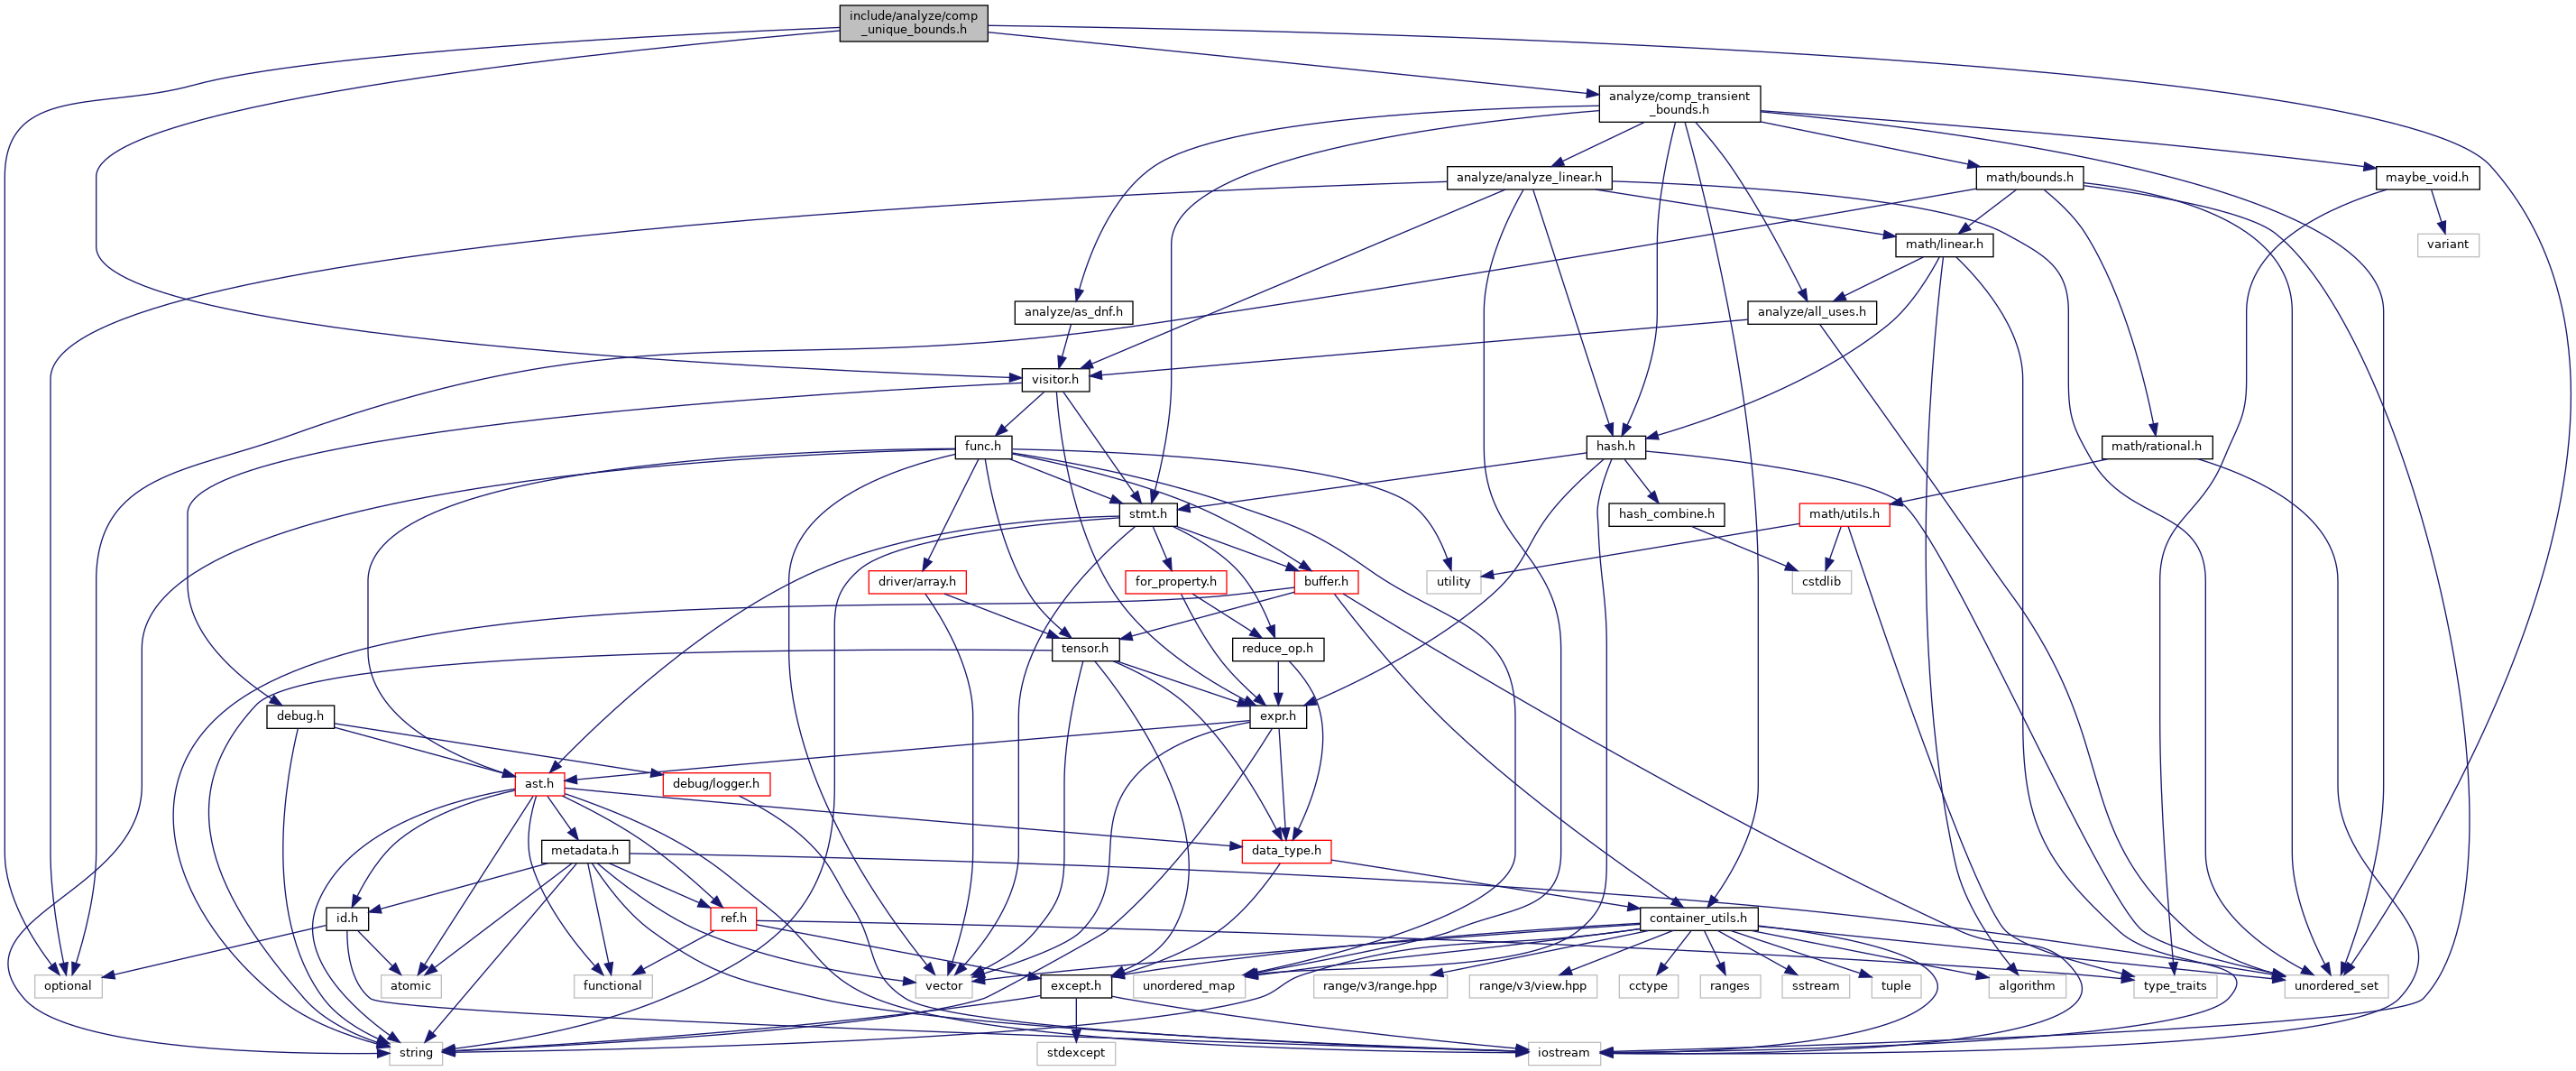 include/analyze/comp
_unique_bounds.h
analyze/comp_transient
_bounds.h
analyze/analyze_linear.h
math/bounds.h
maybe_void.h
math/linear.h
variant
analyze/as_dnf.h
analyze/all_uses.h
visitor.h
func.h
hash.h
math/rational.h
stmt.h
hash_combine.h
math/utils.h
driver/array.h
for_property.h
buffer.h
utility
cstdlib
tensor.h
reduce_op.h
debug.h
expr.h
ast.h
debug/logger.h
metadata.h
data_type.h
id.h
ref.h
container_utils.h
optional
atomic
functional
vector
except.h
unordered_map
range/v3/range.hpp
range/v3/view.hpp
cctype
ranges
sstream
tuple
algorithm
type_traits
unordered_set
string
stdexcept
iostream